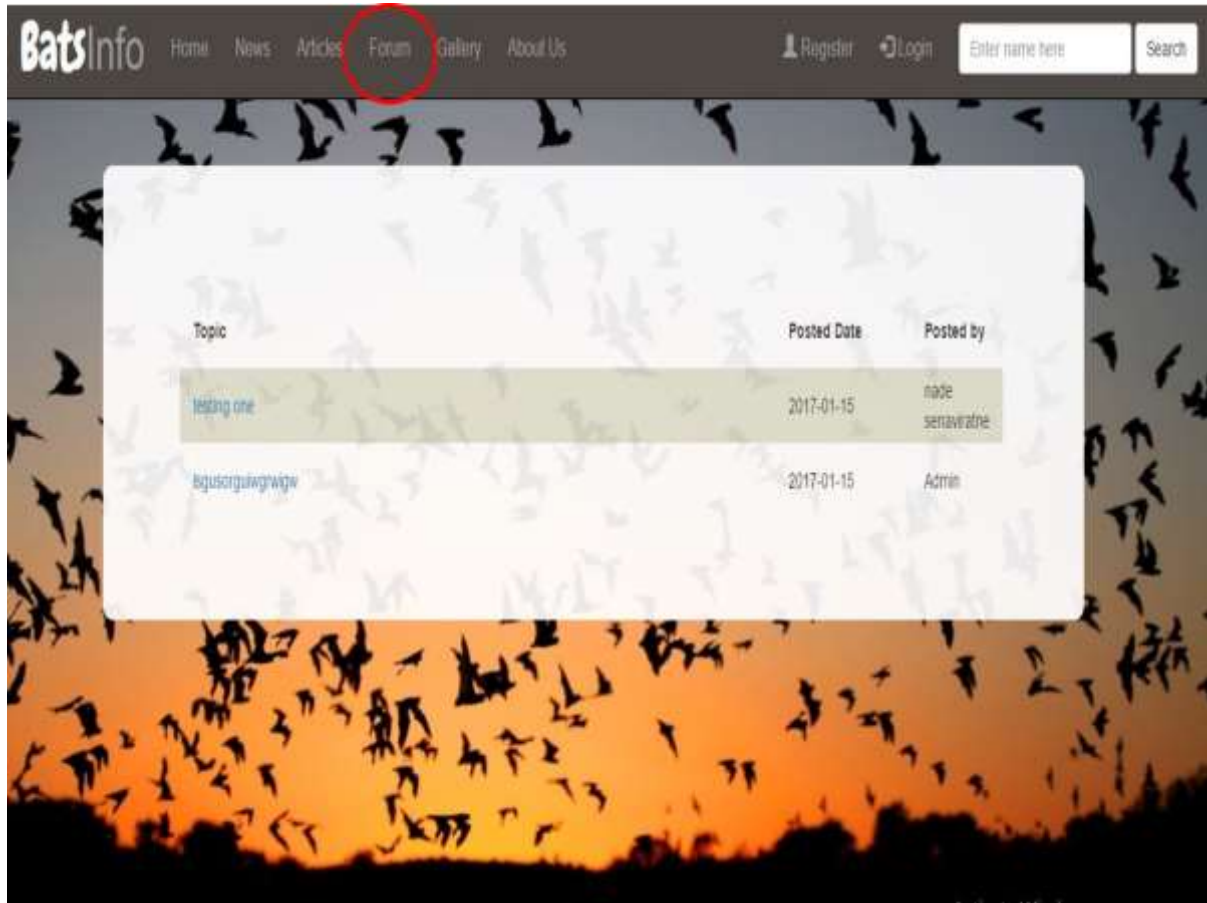 BatsInfo Home News Articles Forum Gallery About Us Register Login Enter name here Search
Topic Posted Date Posted by
testing one 2017-01-15 nade
senaviratne
2017-01-15 Admin